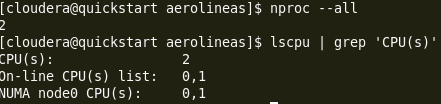 [cloudera@quickstart aerolineas]$ nproc --all
2
[cloudera@quickstart aerolineas]$ lscpu | grep 'CPU(s)'
CPU(s):                2
On-line CPU(s) list:   0,1
NUMA node0 CPU(s):     0,1